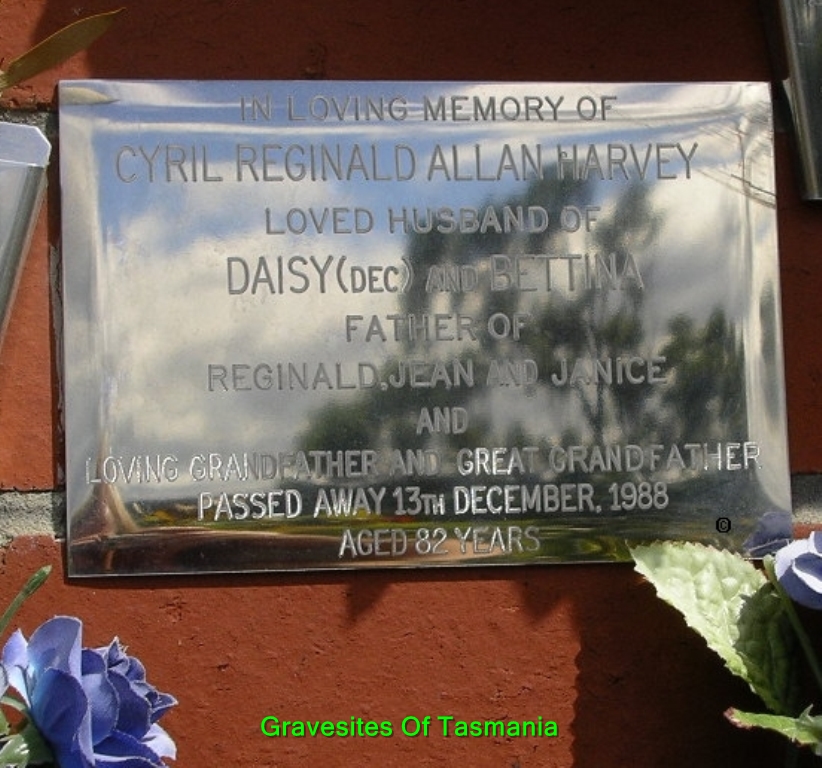 IN LOVING MEMORY OF
CYRIL REGINALD ALLAN HARVEY
LOVED HUSBAND OF
DAISY (DEC) AND BETTINA
FATHER OF
REGINALD, JEAN AND JANICE
AND
LOVING GRANDFATHER AND GREAT GRANDFATHER
PASSED AWAY 13TH DECEMBER, 1988
©
AGED 82 YEARS
Gravesites Of Tasmania